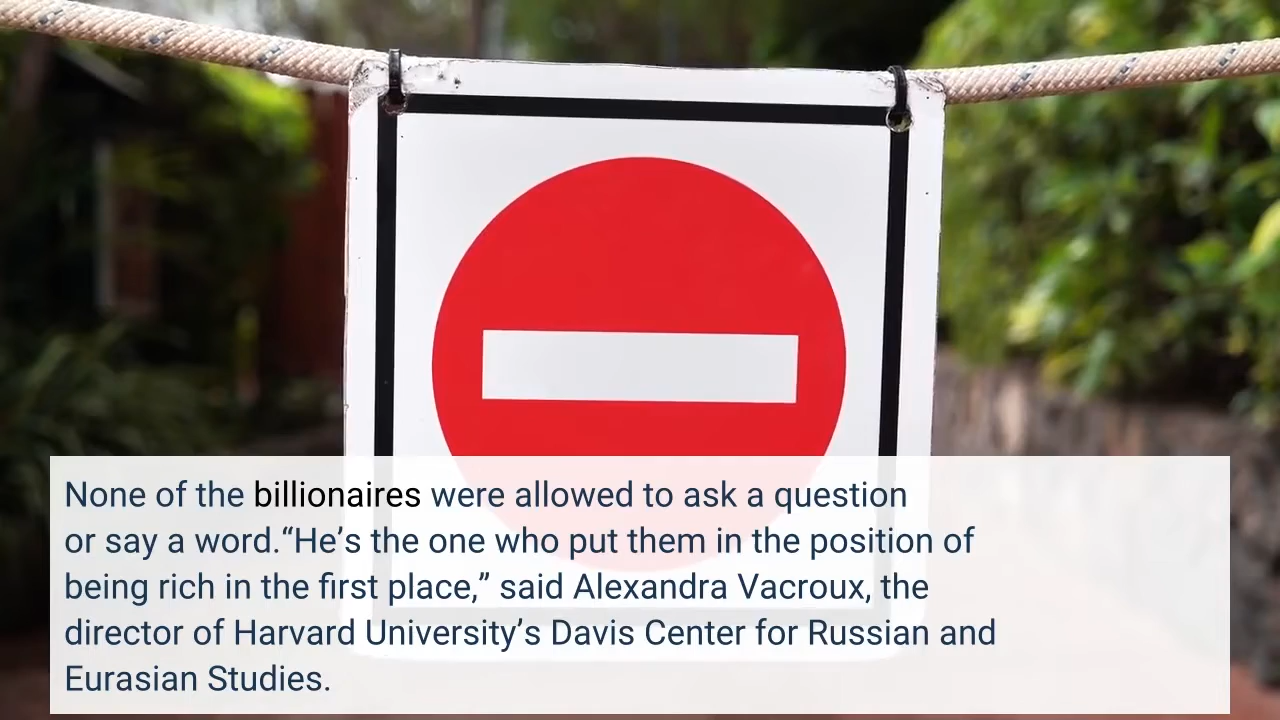 None of the billionaires were allowed to ask a question
or say a word.“He’s the one who put them in the position of
being rich in the first place,” said Alexandra Vacroux, the
director of Harvard University’s Davis Center for Russian and
Eurasian Studies.